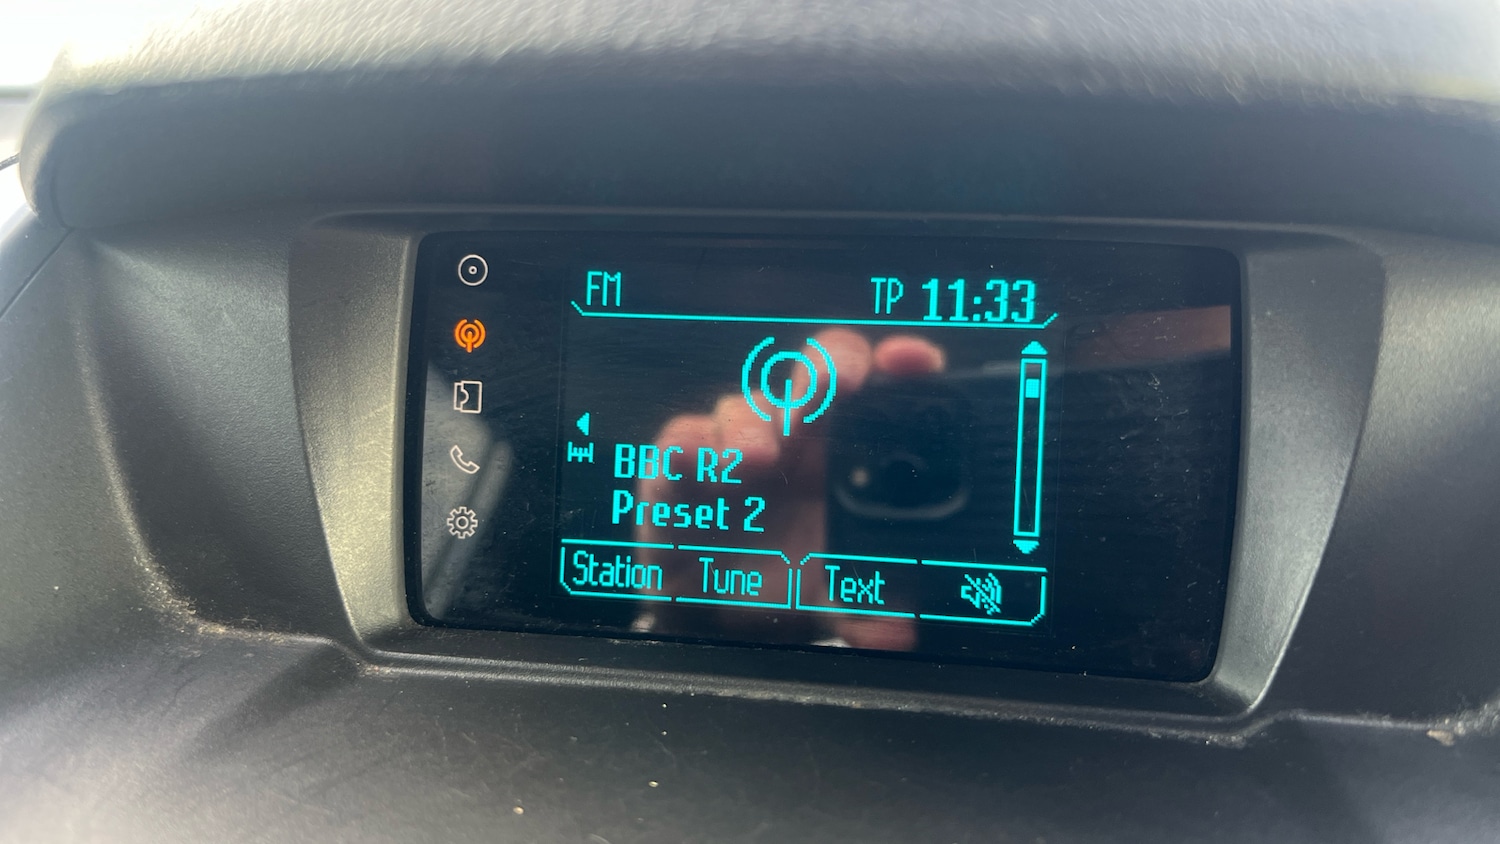 FM TP 11:33
BBC R2
Preset 2
Station Tune Text